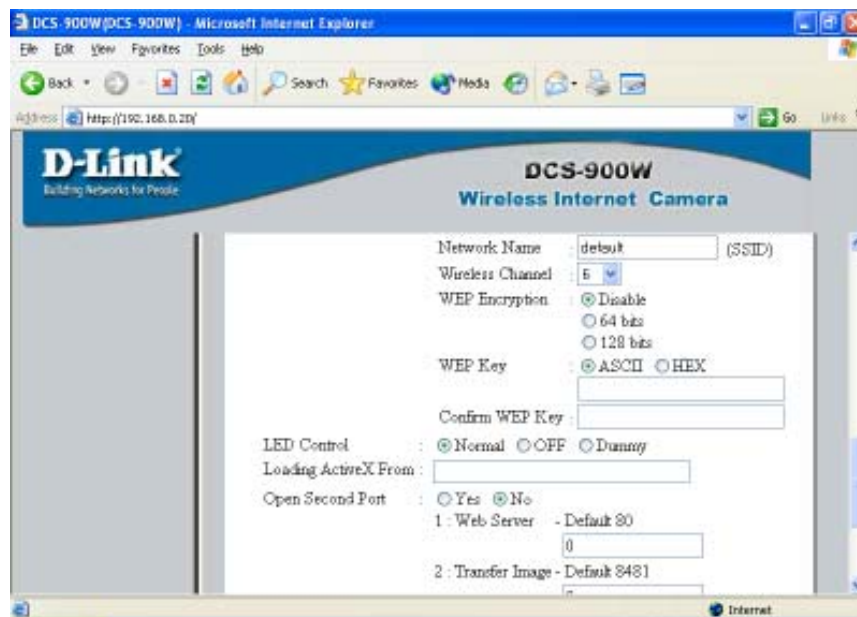 DCS-900W(DCS-900W) - Microsoft Internet Explorer
File Edit View Favorites Tools Help
Back Search Favorites Media
Address http://192.168.0.20/ Go Links
D-Link
Building Networks for People
DCS-900W
Wireless Internet Camera
Network Name : default (SSID)
Wireless Channel : 6
WEP Encryption : Disable
64 bits
128 bits
WEP Key : ASCII HEX
Confirm WEP Key :
LED Control : Normal OFF Dummy
Loading ActiveX From :
Open Second Port : Yes No
1 : Web Server - Default 80
0
2 : Transfer Image - Default 8481
Internet